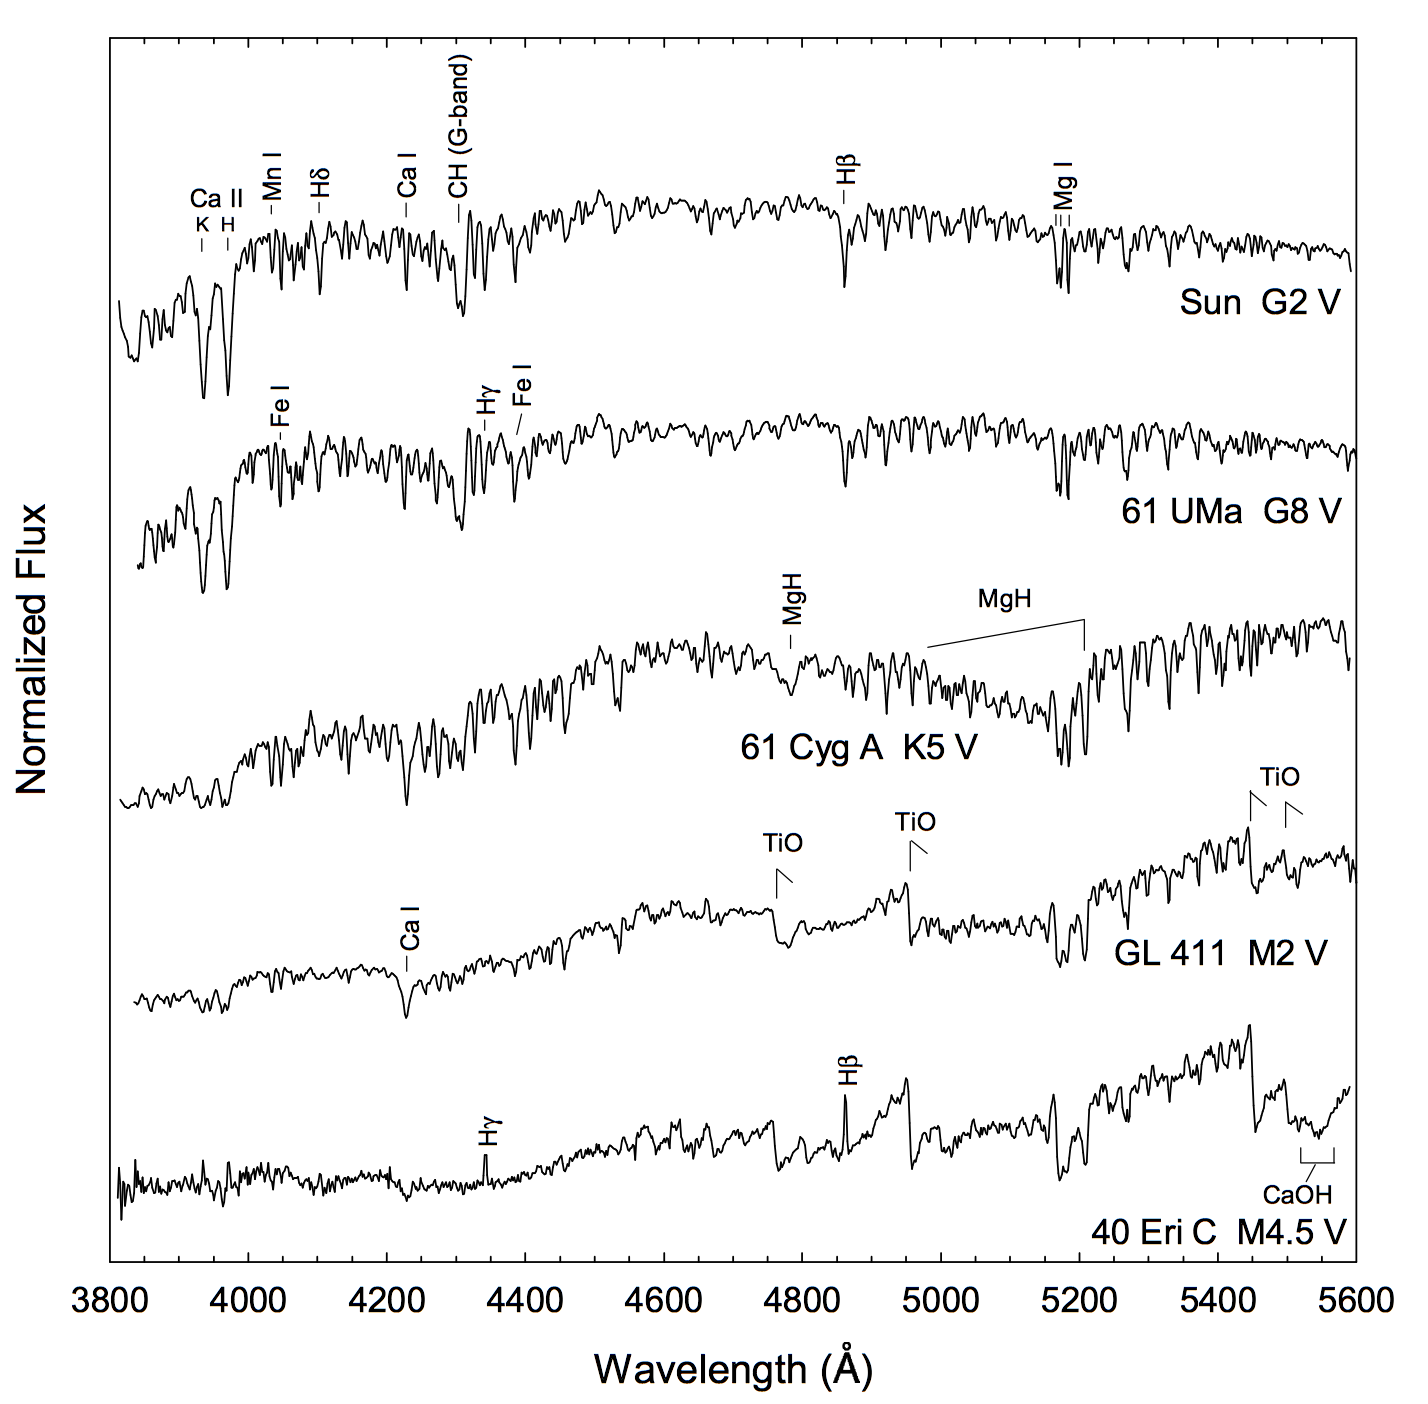 CH (G-band)
Mn I
Hδ
Ca I
Hβ
Mg I
Ca II
K H
Sun G2 V
Fe I
Hγ
Fe I
61 UMa G8 V
MgH
MgH
61 Cyg A K5 V
TiO
TiO
TiO
Ca I
GL 411 M2 V
Hβ
Hγ
CaOH
40 Eri C M4.5 V
Normalized Flux
3800 4000 4200 4400 4600 4800 5000 5200 5400 5600
Wavelength (Å)